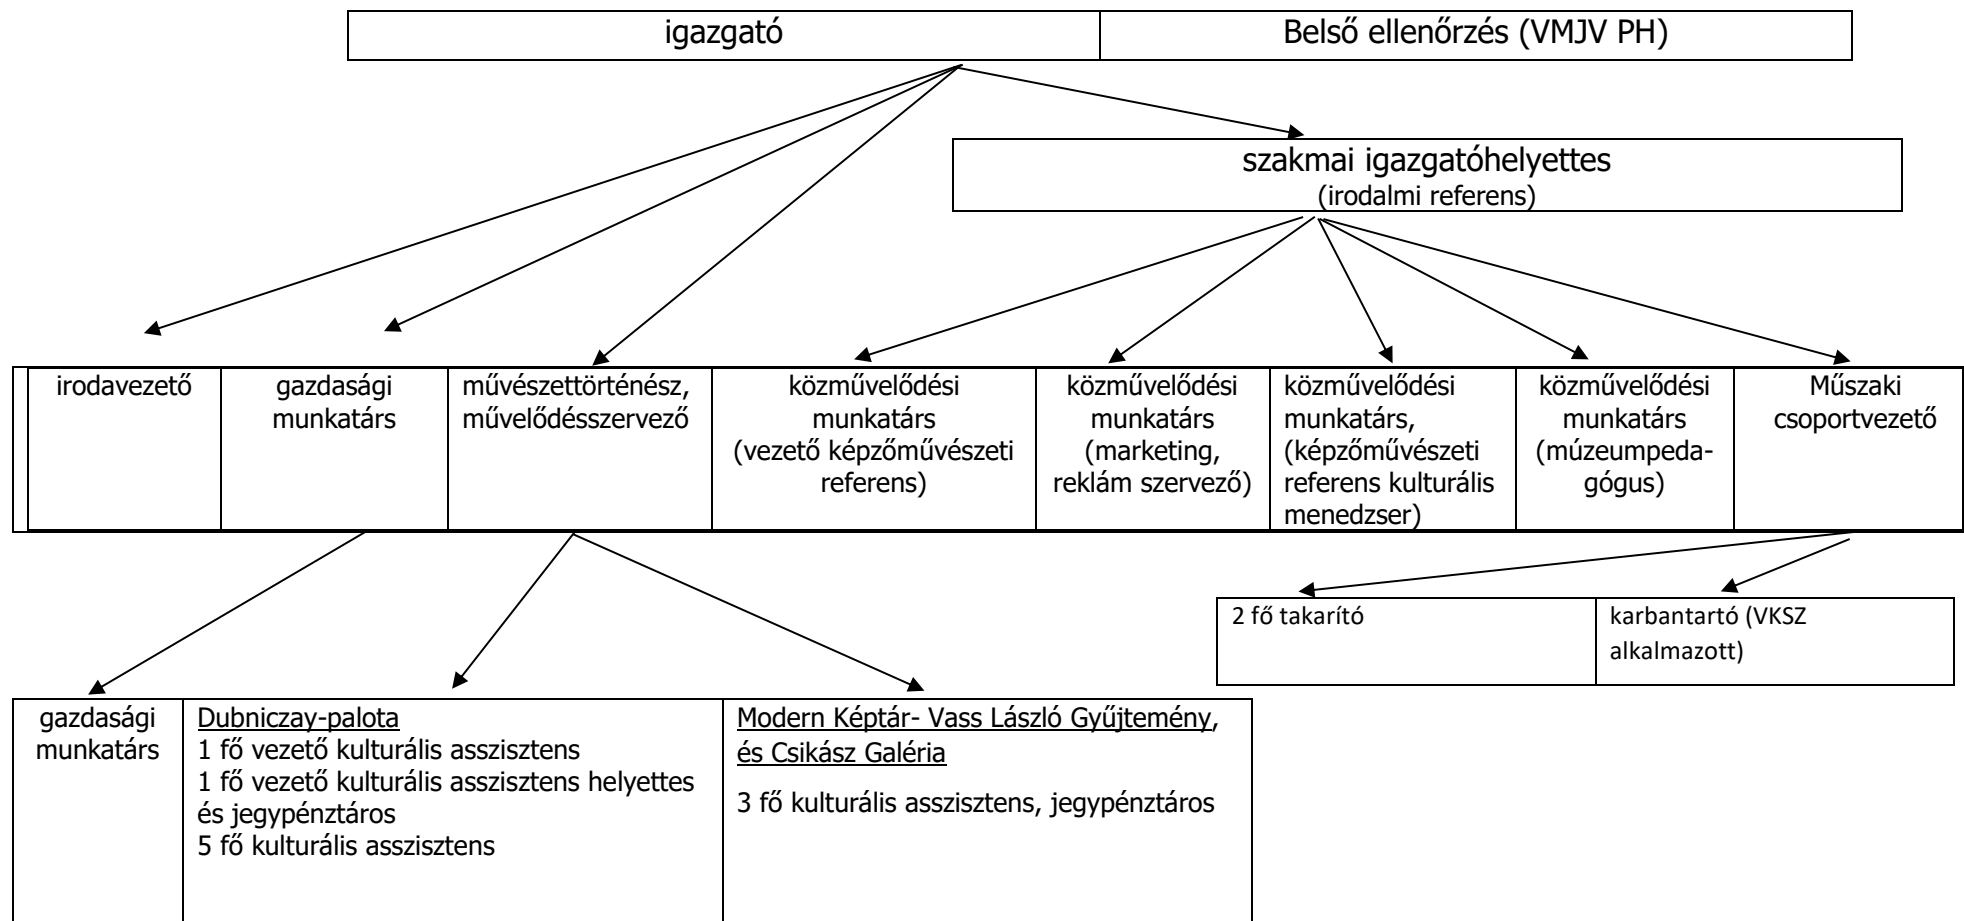 igazgató
Belső ellenőrzés (VMJV PH)
szakmai igazgatóhelyettes
(irodalmi referens)
irodavezető
gazdasági
munkatárs
művészettörténész,
művelődésszervező
közművelődési
munkatárs
(vezető képzőművészeti
referens)
közművelődési
munkatárs
(marketing,
reklám szervező)
közművelődési
munkatárs,
(képzőművészeti
referens kulturális
menedzser)
közművelődési
munkatárs
(múzeumpeda-
gógus)
Műszaki
csoportvezető
2 fő takarító
karbantartó (VKSZ
alkalmazott)
gazdasági
munkatárs
Dubniczay-palota
1 fő vezető kulturális asszisztens
1 fő vezető kulturális asszisztens helyettes
és jegypénztáros
5 fő kulturális asszisztens
Modern Képtár- Vass László Gyűjtemény,
és Csikász Galéria
3 fő kulturális asszisztens, jegypénztáros